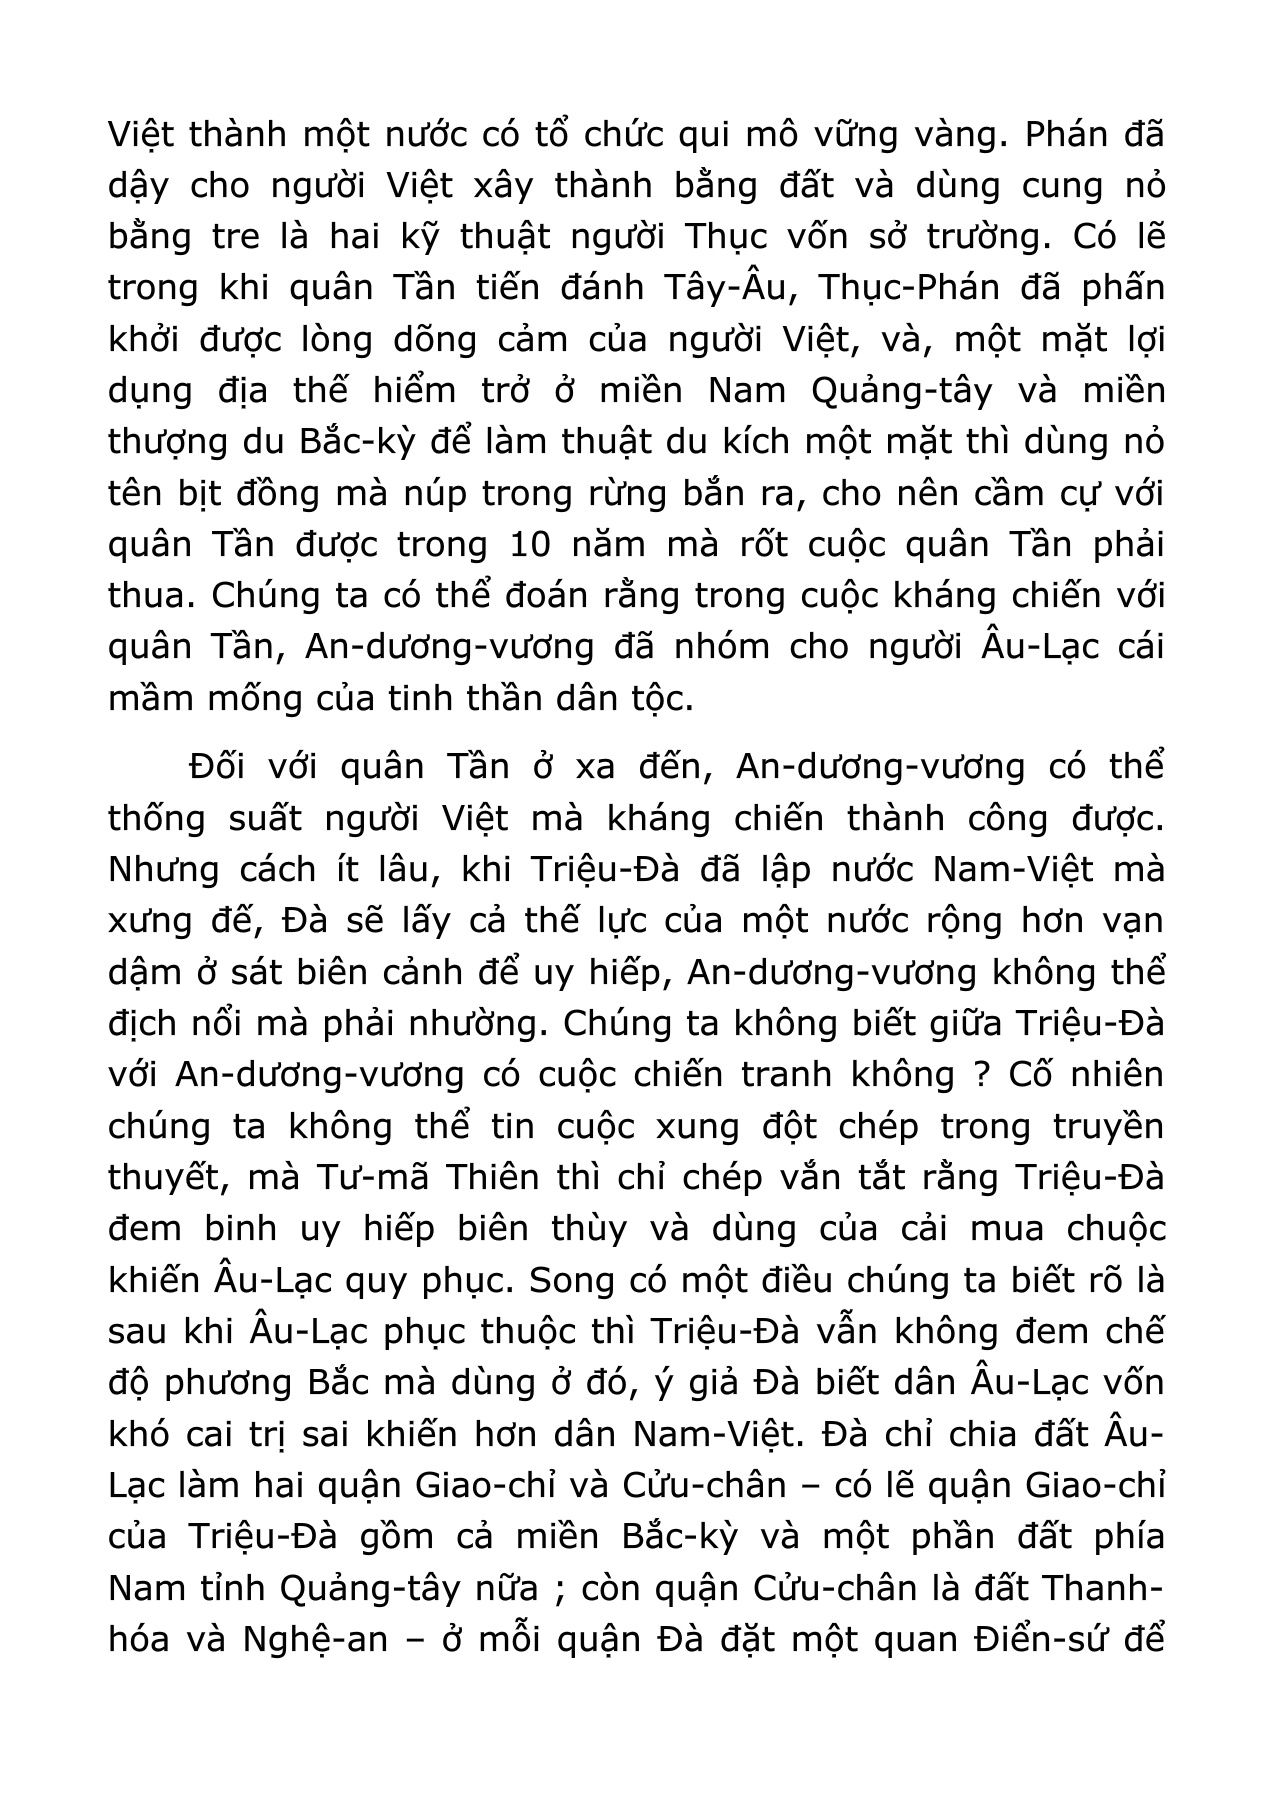 Việt thành một nước có tổ chức qui mô vững vàng. Phán đã
dậy cho người Việt xây thành bằng đất và dùng cung nỏ
bằng tre là hai kỹ thuật người Thục vốn sở trường. Có lẽ
trong khi quân Tần tiến đánh Tây-Âu, Thục-Phán đã phấn
khởi được lòng dõng cảm của người Việt, và, một mặt lợi
dụng địa thế hiểm trở ở miền Nam Quảng-tây và miền
thượng du Bắc-kỳ để làm thuật du kích một mặt thì dùng nỏ
tên bịt đồng mà núp trong rừng bắn ra, cho nên cầm cự với
quân Tần được trong 10 năm mà rốt cuộc quân Tần phải
thua. Chúng ta có thể đoán rằng trong cuộc kháng chiến với
quân Tần, An-dương-vương đã nhóm cho người Âu-Lạc cái
mầm mống của tinh thần dân tộc.
Đối với quân Tần ở xa đến, An-dương-vương có thể
thống suất người Việt mà kháng chiến thành công được.
Nhưng cách ít lâu, khi Triệu-Đà đã lập nước Nam-Việt mà
xưng đế, Đà sẽ lấy cả thế lực của một nước rộng hơn vạn
dậm ở sát biên cảnh để uy hiếp, An-dương-vương không thể
địch nổi mà phải nhường. Chúng ta không biết giữa Triệu-Đà
với An-dương-vương có cuộc chiến tranh không ? Cố nhiên
chúng ta không thể tin cuộc xung đột chép trong truyền
thuyết, mà Tư-mã Thiên thì chỉ chép vắn tắt rằng Triệu-Đà
đem binh uy hiếp biên thùy và dùng của cải mua chuộc
khiến Âu-Lạc quy phục. Song có một điều chúng ta biết rõ là
sau khi Âu-Lạc phục thuộc thì Triệu-Đà vẫn không đem chế
độ phương Bắc mà dùng ở đó, ý giả Đà biết dân Âu-Lạc vốn
khó cai trị sai khiến hơn dân Nam-Việt. Đà chỉ chia đất Âu-
Lạc làm hai quận Giao-chỉ và Cửu-chân – có lẽ quận Giao-chỉ
của Triệu-Đà gồm cả miền Bắc-kỳ và một phần đất phía
Nam tỉnh Quảng-tây nữa ; còn quận Cửu-chân là đất Thanh-
hóa và Nghệ-an – ở mỗi quận Đà đặt một quan Điển-sứ để